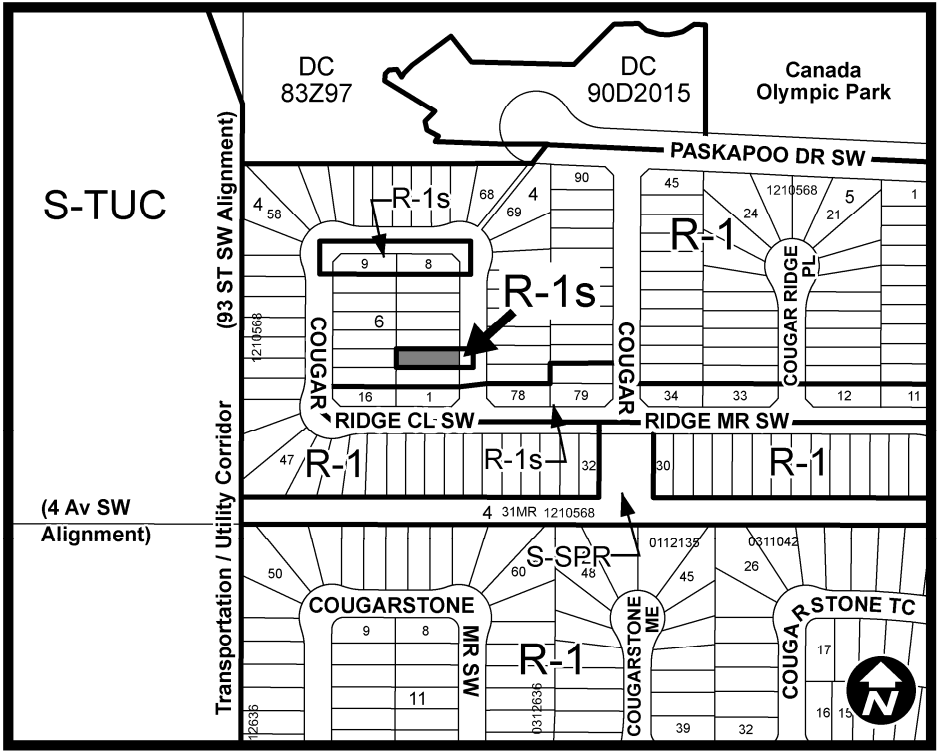 DC
83Z97
DC
90D2015
Canada
Olympic Park
S-TUC
(93 ST SW Alignment)
PASKAPOO DR SW
4
58
R-1s
68
4
69
90
45
R-1
24
1210568
5
21
1
9
8
R-1s
6
1210568
COUGAR
COUGAR
COUGAR RIDGE
PL
16
1
78
79
34
33
12
11
RIDGE CL SW
RIDGE MR SW
47
R-1
R-1s
32
30
R-1
Transportation / Utility Corridor
(4 Av SW
Alignment)
4
31MR
1210568
S-SPR
50
60
48
0112135
45
0311042
26
COUGARSTONE
MR SW
COUGARSTONE
ME
COUGARSTONE TC
9
8
R-1
17
11
12636
0312636
39
32
16
15
N